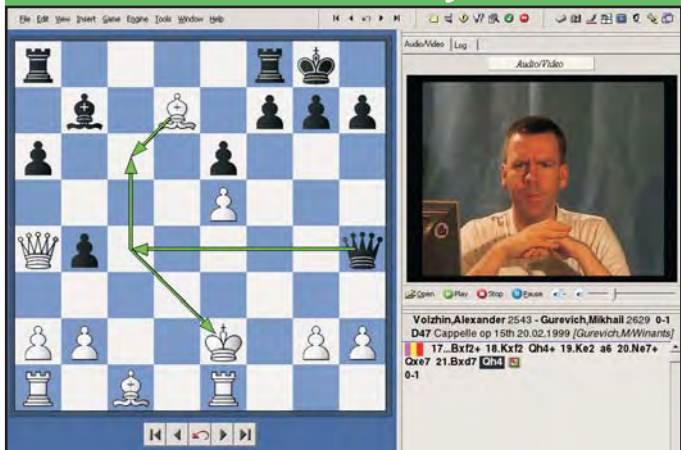 File Edit View Insert Game Engine Tools Window Help
Audio/Video Log
Audio/Video
Open Play Stop Pause
Volzhin,Alexander 2543 - Gurevich,Mikhail 2629 0-1
D47 Cappelle op 15th 20.02.1999 [Gurevich,M/Winants]
17...Bxf2+ 18.Kxf2 Qh4+ 19.Ke2 a6 20.Ne7+
Qxe7 21.Bxd7 Qh4
0-1